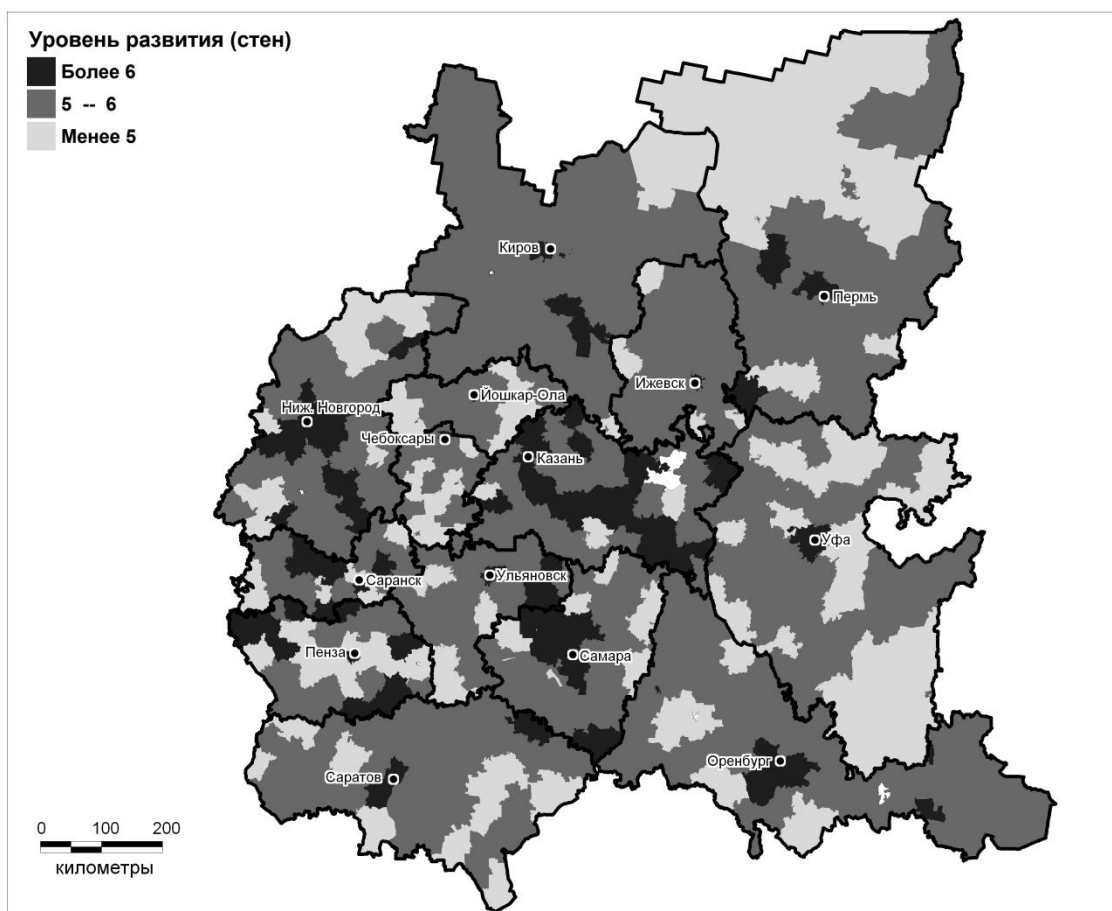 Уровень развития (стен)
Более 6
5 -- 6
Менее 5
Киров
Пермь
Ижевск
Йошкар-Ола
Ниж. Новгород
Чебоксары
Казань
Уфа
Саранск
Ульяновск
Пенза
Самара
Оренбург
Саратов
0 100 200
километры